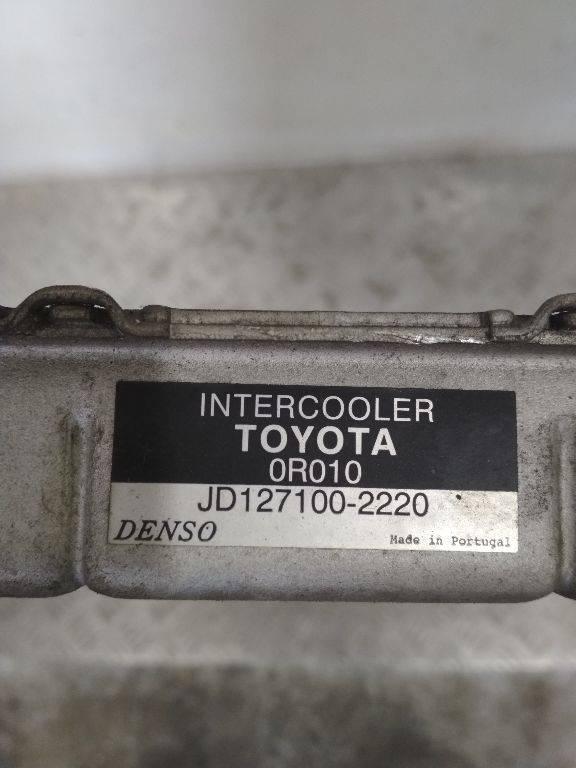 INTERCOOLER
TOYOTA
0R010
JD127100-2220
DENSO Made in Portugal